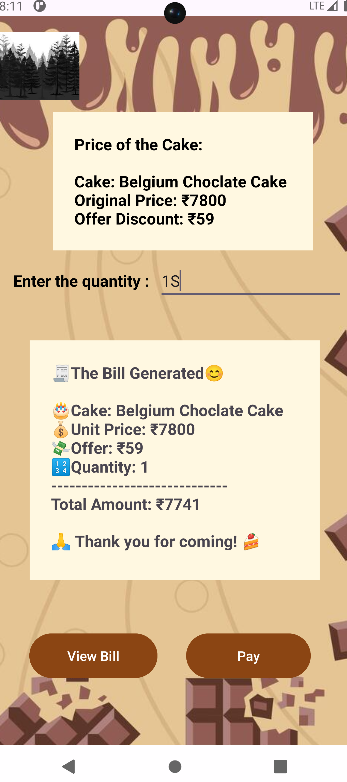 8:11
LTE
Price of the Cake:
Cake: Belgium Choclate Cake
Original Price: ₹7800
Offer Discount: ₹59
Enter the quantity :
1S
🧾The Bill Generated😊
🎂Cake: Belgium Choclate Cake
💰Unit Price: ₹7800
💸Offer: ₹59
🔢Quantity: 1
----------------------------
Total Amount: ₹7741
🙏 Thank you for coming! 🍰
View Bill
Pay